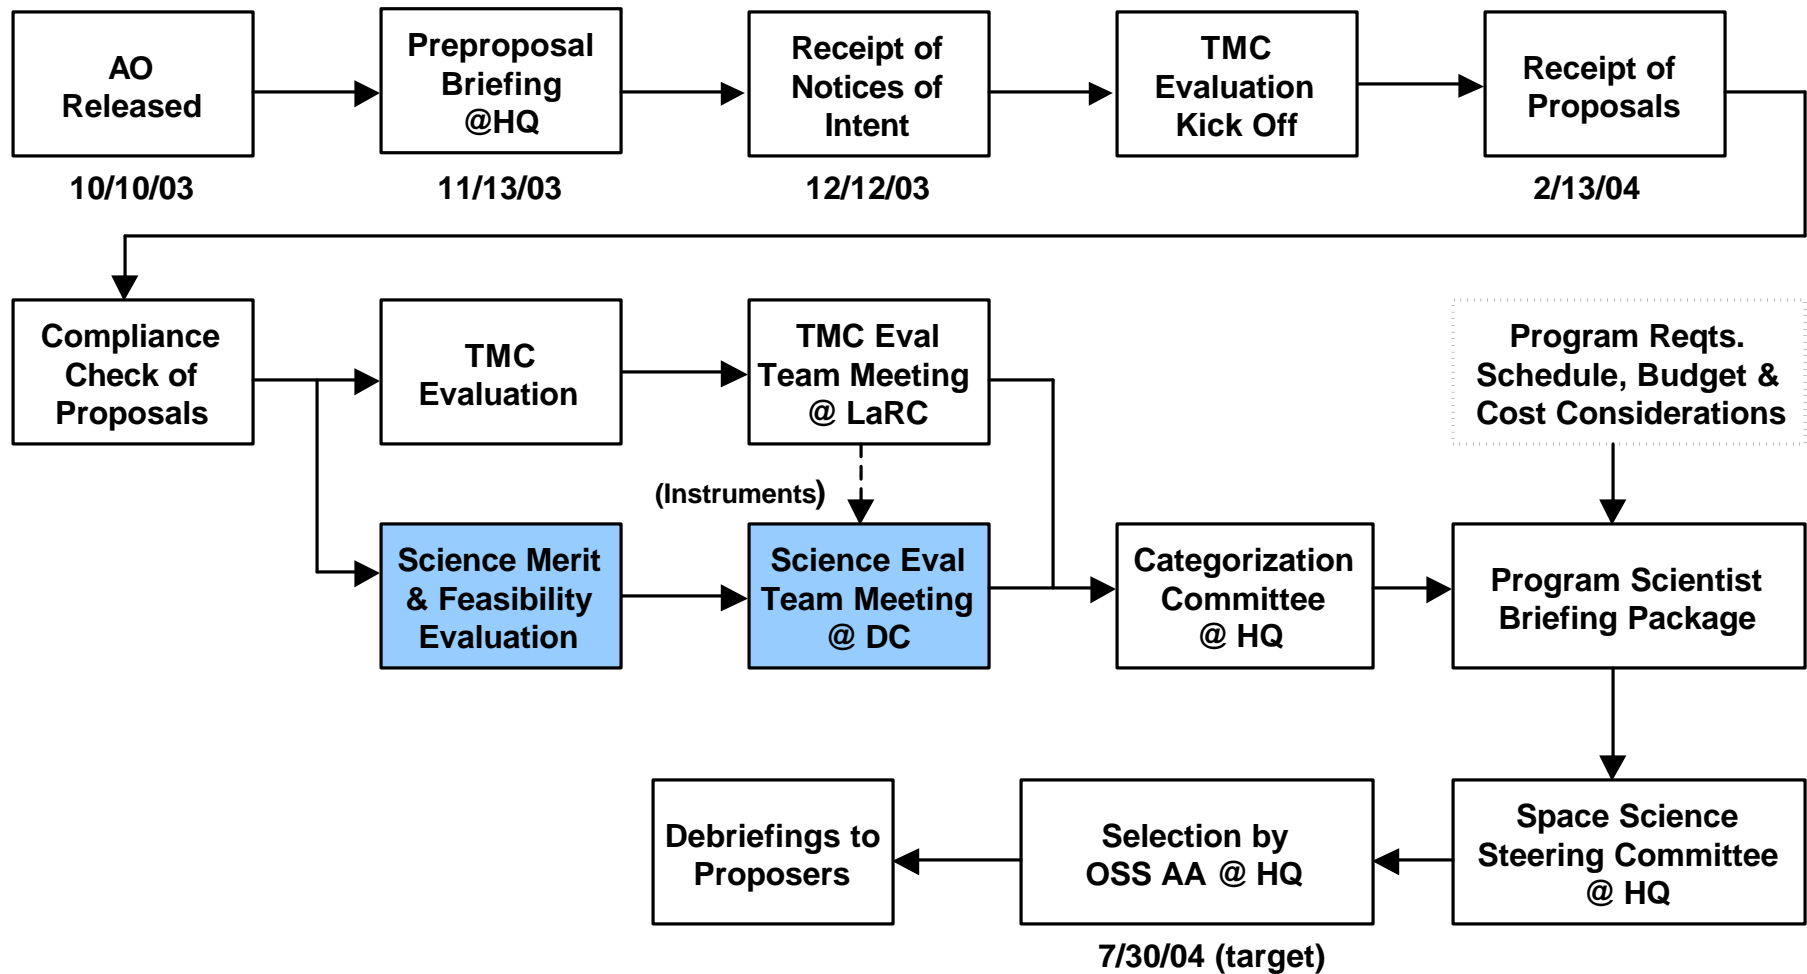 AO
Released
Preproposal
Briefing
@HQ
Receipt of
Notices of
Intent
TMC
Evaluation
Kick Off
Receipt of
Proposals
10/10/03
11/13/03
12/12/03
2/13/04
Compliance
Check of
Proposals
TMC
Evaluation
TMC Eval
Team Meeting
@ LaRC
Program Reqts.
Schedule, Budget &
Cost Considerations
(Instruments)
Science Merit
& Feasibility
Evaluation
Science Eval
Team Meeting
@ DC
Categorization
Committee
@ HQ
Program Scientist
Briefing Package
Debriefings to
Proposers
Selection by
OSS AA @ HQ
Space Science
Steering Committee
@ HQ
7/30/04 (target)